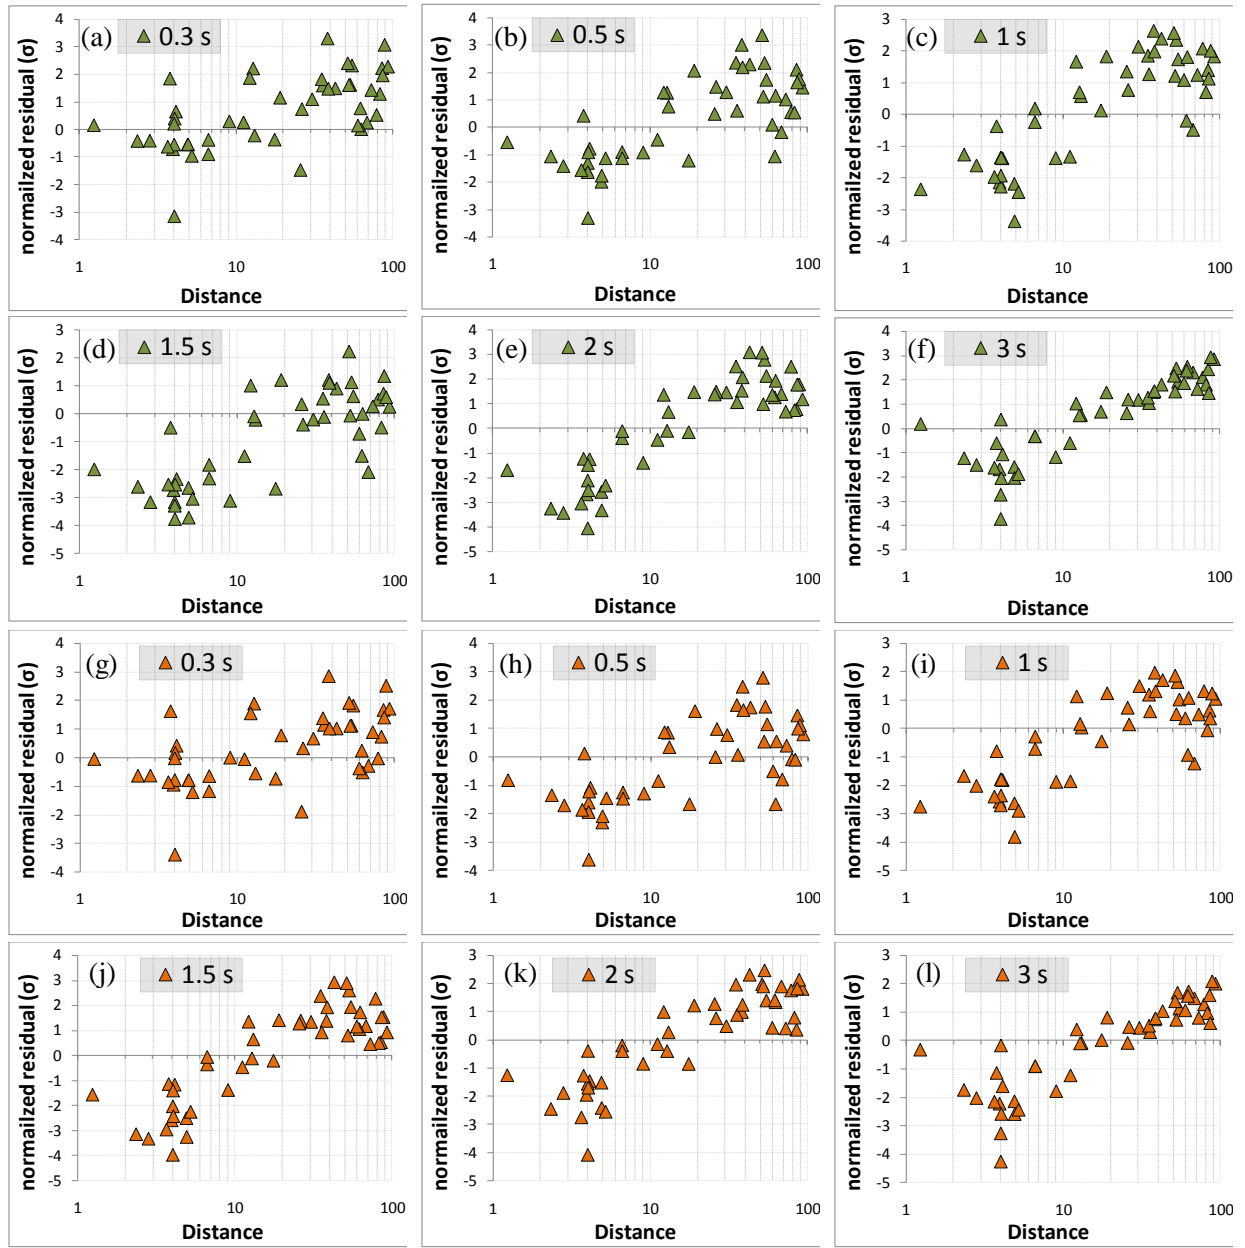 normailzed residual (σ)
(a)
0.3 s
4
3
2
1
0
-1
-2
-3
-4
1 10 100
Distance
normailzed residual (σ)
(b)
0.5 s
4
3
2
1
0
-1
-2
-3
-4
1 10 100
Distance
normailzed residual (σ)
(c)
1 s
3
2
1
0
-1
-2
-3
-4
1 10 100
Distance
normailzed residual (σ)
(d)
1.5 s
3
2
1
0
-1
-2
-3
-4
-5
1 10 100
Distance
normailzed residual (σ)
(e)
2 s
4
3
2
1
0
-1
-2
-3
-4
-5
1 10 100
Distance
normailzed residual (σ)
(f)
3 s
4
3
2
1
0
-1
-2
-3
-4
-5
1 10 100
Distance
normailzed residual (σ)
(g)
0.3 s
4
3
2
1
0
-1
-2
-3
-4
1 10 100
Distance
normailzed residual (σ)
(h)
0.5 s
4
3
2
1
0
-1
-2
-3
-4
1 10 100
Distance
normailzed residual (σ)
(i)
1 s
3
2
1
0
-1
-2
-3
-4
-5
1 10 100
Distance
normailzed residual (σ)
(j)
1.5 s
4
3
2
1
0
-1
-2
-3
-4
-5
1 10 100
Distance
normailzed residual (σ)
(k)
2 s
3
2
1
0
-1
-2
-3
-4
-5
1 10 100
Distance
normailzed residual (σ)
(l)
3 s
3
2
1
0
-1
-2
-3
-4
-5
1 10 100
Distance